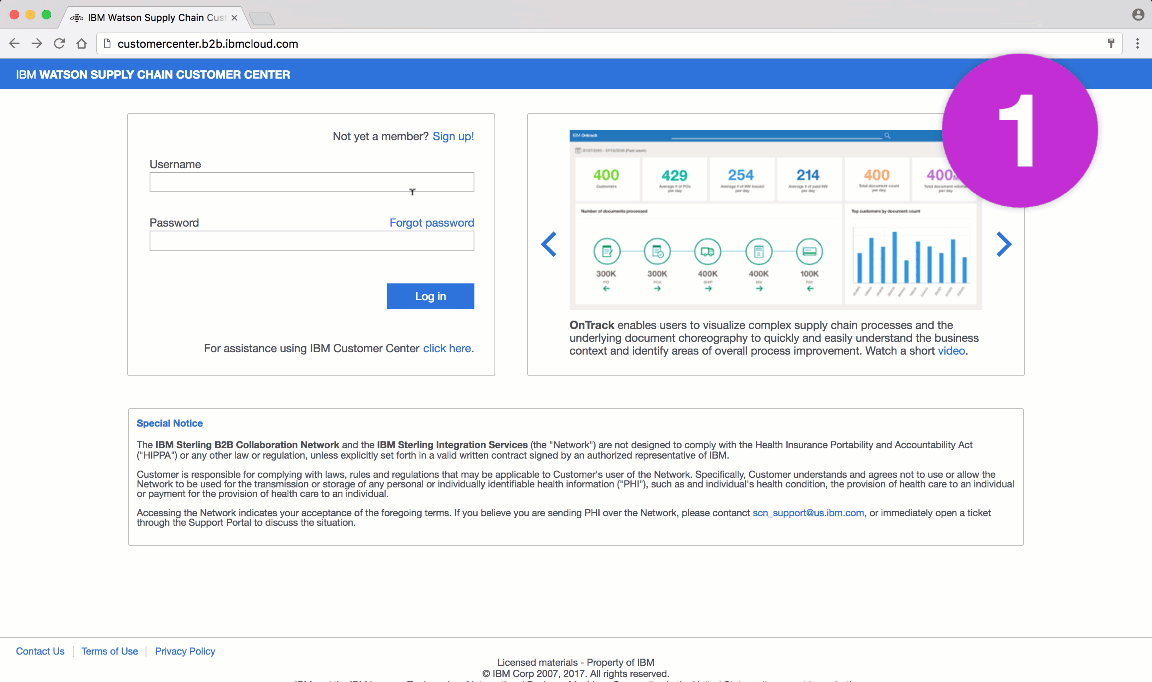 IBM Watson Supply Chain Cust
customercenter.b2b.ibmcloud.com
IBM WATSON SUPPLY CHAIN CUSTOMER CENTER
1
Not yet a member? Sign up!
Username
Password Forgot password
Log in
For assistance using IBM Customer Center click here.
IBM Ontrack
(Past week)
400 429 254 214 400 400
Customers Average # of POs Average # of INV issued Average # of paid INV Total document count Total document
per day per day per day per day per day
Number of documents processed
300K 300K 400K 400K 100K
PO POA SHIP INV PAY
Top customers by document count
OnTrack enables users to visualize complex supply chain processes and the
underlying document choreography to quickly and easily understand the business
context and identify areas of overall process improvement. Watch a short video.
Special Notice
The IBM Sterling B2B Collaboration Network and the IBM Sterling Integration Services (the "Network") are not designed to comply with the Health Insurance Portability and Accountability Act
("HIPPA") or any other law or regulation, unless explicitly set forth in a valid written contract signed by an authorized representative of IBM.
Customer is responsible for complying with laws, rules and regulations that may be applicable to Customer's user of the Network. Specifically, Customer understands and agrees not to use or allow the
Network to be used for the transmission or storage of any personal or individually identifiable health information ("PHI"), such as and individual's health condition, the provision of health care to an individual
or payment for the provision of health care to an individual.
Accessing the Network indicates your acceptance of the foregoing terms. If you believe you are sending PHI over the Network, please contanct scn_support@us.ibm.com, or immediately open a ticket
through the Support Portal to discuss the situation.
Contact Us Terms of Use Privacy Policy
Licensed materials - Property of IBM
© IBM Corp 2007, 2017. All rights reserved.